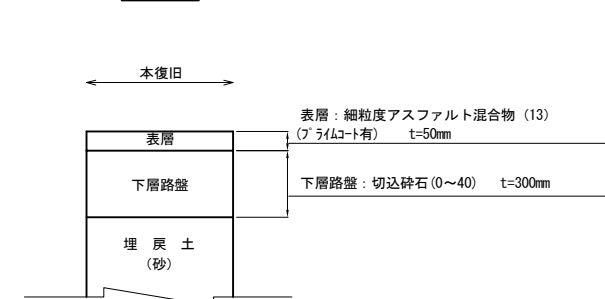 本復旧
表層：細粒度アスファルト混合物（13）
(プライムコート有)　t=50mm
表層
下層路盤
下層路盤：切込砕石(0～40)　t=300mm
埋 戻 土
（砂）